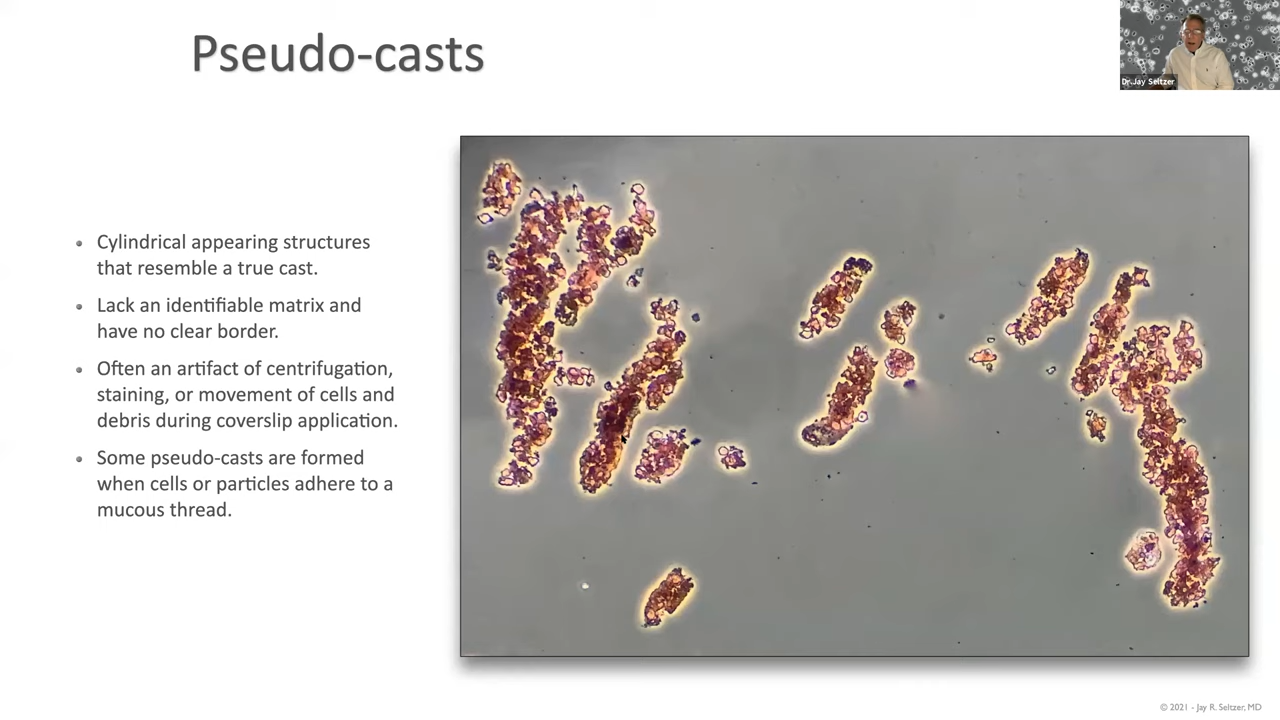 Pseudo-casts
Dr.Jay Seltzer
Cylindrical appearing structures
that resemble a true cast.
Lack an identifiable matrix and
have no clear border.
Often an artifact of centrifugation,
staining, or movement of cells and
debris during coverslip application.
Some pseudo-casts are formed
when cells or particles adhere to a
mucous thread.
© 2021 - Jay R. Seltzer, MD